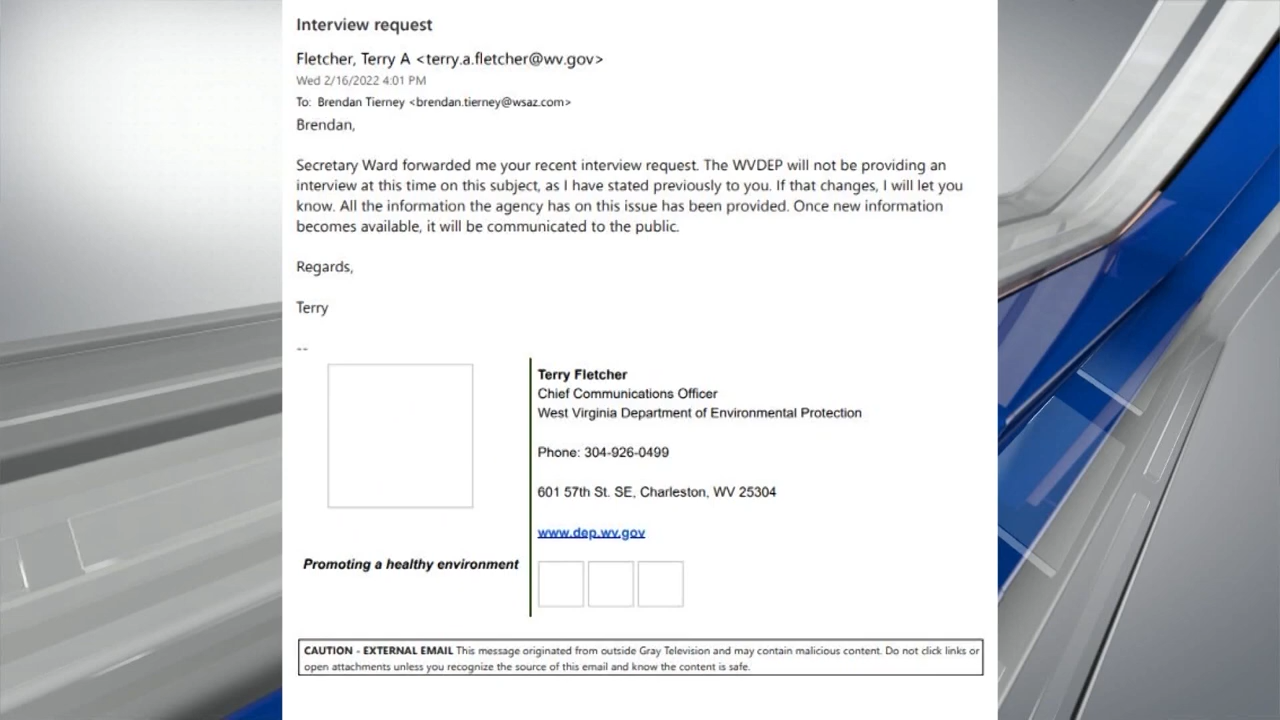 Interview request
Fletcher, Terry A <terry.a.fletcher@wv.gov>
Wed 2/16/2022 4:01 PM
To: Brendan Tierney <brendan.tierney@wsaz.com>
Brendan,
Secretary Ward forwarded me your recent interview request. The WVDEP will not be providing an
interview at this time on this subject, as I have stated previously to you. If that changes, I will let you
know. All the information the agency has on this issue has been provided. Once new information
becomes available, it will be communicated to the public.
Regards,
Terry
--
Terry Fletcher
Chief Communications Officer
West Virginia Department of Environmental Protection
Phone: 304-926-0499
601 57th St. SE, Charleston, WV 25304
www.dep.wv.gov
Promoting a healthy environment
CAUTION - EXTERNAL EMAIL This message originated from outside Gray Television and may contain malicious content. Do not click links or
open attachments unless you recognize the source of this email and know the content is safe.